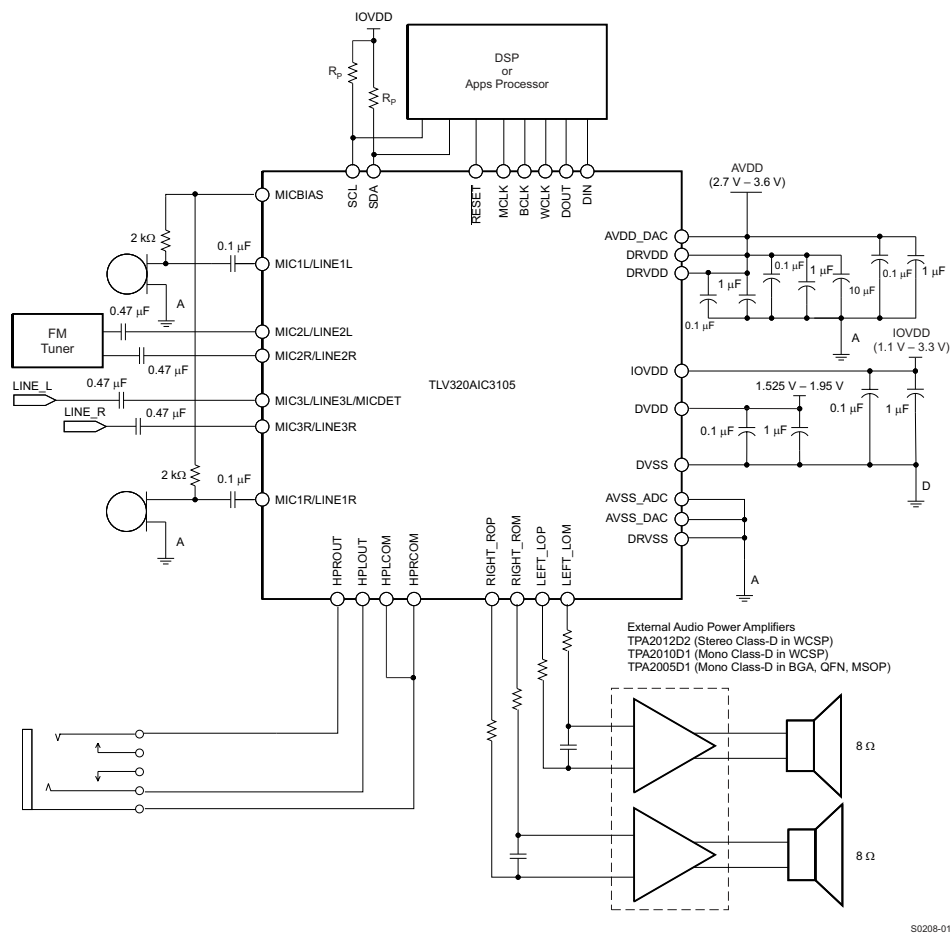 IOVDD
R_P
R_P
DSP
or
Apps Processor
SCL
SDA
RESET
MCLK
BCLK
WCLK
DOUT
DIN
AVDD
(2.7 V – 3.6 V)
MICBIAS
2 kΩ
0.1 μF
MIC1L/LINE1L
A
AVDD_DAC
DRVDD
DRVDD
0.1 μF
1 μF
0.1 μF
1 μF
10 μF
0.1 μF
1 μF
A
FM
Tuner
0.47 μF
MIC2L/LINE2L
MIC2R/LINE2R
0.47 μF
LINE_L
0.47 μF
MIC3L/LINE3L/MICDET
LINE_R
0.47 μF
MIC3R/LINE3R
TLV320AIC3105
IOVDD
(1.1 V – 3.3 V)
IOVDD
1.525 V – 1.95 V
DVDD
0.1 μF
1 μF
0.1 μF
1 μF
DVSS
D
2 kΩ
0.1 μF
MIC1R/LINE1R
A
AVSS_ADC
AVSS_DAC
DRVSS
A
HPROUT
HPLOUT
HPLCOM
HPRCOM
RIGHT_ROP
RIGHT_ROM
LEFT_LOP
LEFT_LOM
External Audio Power Amplifiers
TPA2012D2 (Stereo Class-D in WCSP)
TPA2010D1 (Mono Class-D in WCSP)
TPA2005D1 (Mono Class-D in BGA, QFN, MSOP)
8 Ω
8 Ω
S0208-01